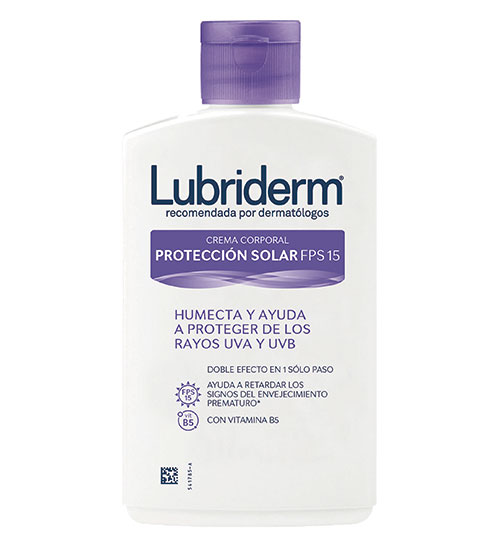 Lubriderm®
recomendada por dermatólogos
CREMA CORPORAL
PROTECCIÓN SOLAR FPS 15
HUMECTA Y AYUDA
A PROTEGER DE LOS
RAYOS UVA Y UVB
DOBLE EFECTO EN 1 SÓLO PASO
FPS
15
AYUDA A RETARDAR LOS
SIGNOS DEL ENVEJECIMIENTO
PREMATURO*
vit
B5
CON VITAMINA B5